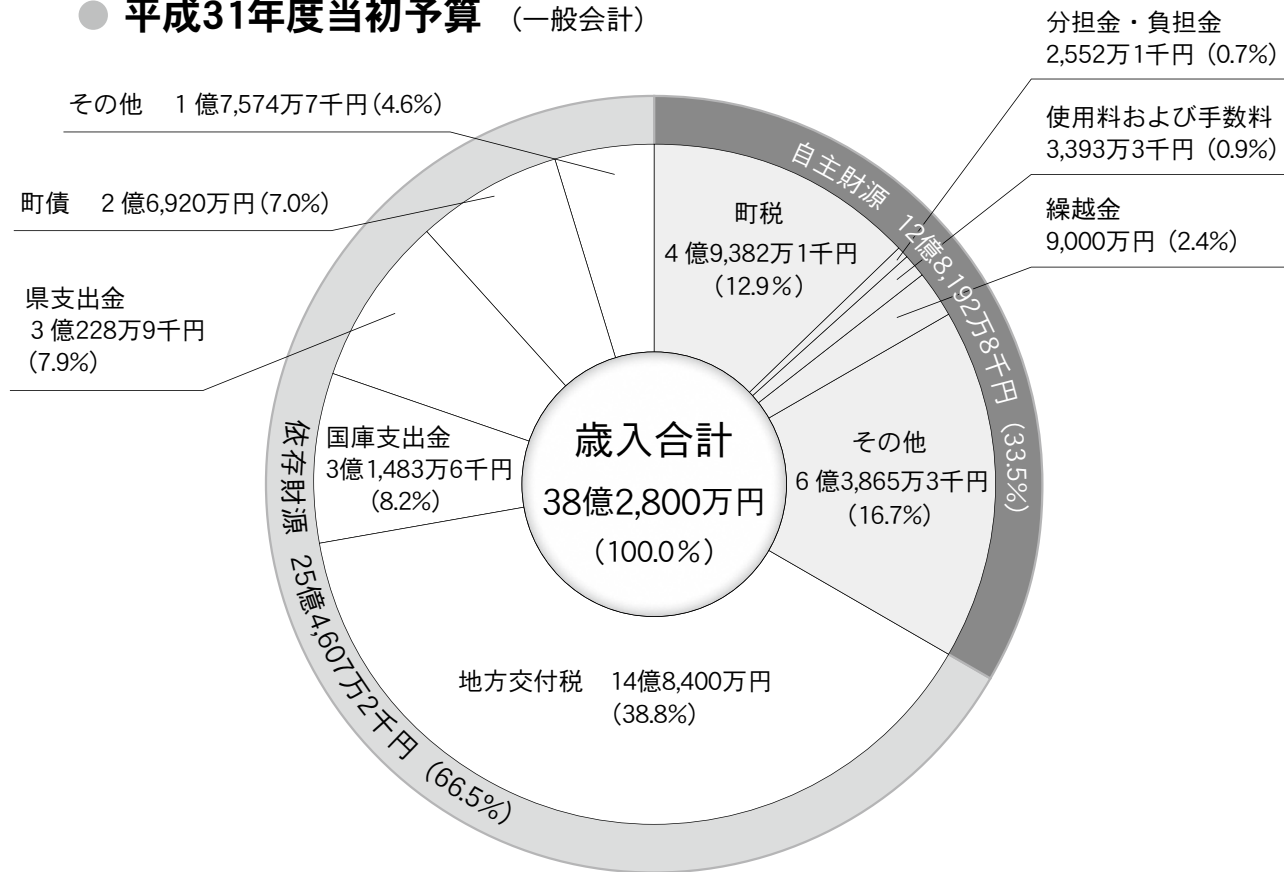 平成31年度当初予算 （一般会計）
分担金・負担金
2,552万1千円（0.7%）
使用料および手数料
3,393万3千円（0.9%）
繰越金
9,000万円（2.4%）
その他　1億7,574万7千円（4.6%）
町債　2億6,920万円（7.0%）
県支出金
3億228万9千円
（7.9%）
国庫支出金
3億1,483万6千円
（8.2%）
町税
4億9,382万1千円
（12.9％）
その他
6億3,865万3千円
（16.7%）
地方交付税　14億8,400万円
（38.8%）
歳入合計
38億2,800万円
（100.0％）
自主財源　12億8,192万8千円（33.5%）
依存財源　25億4,607万2千円（66.5%）